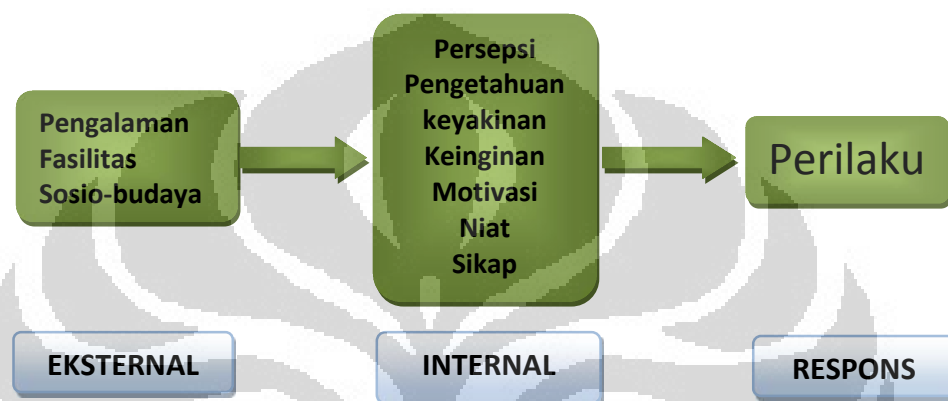 Pengalaman
Fasilitas
Sosio-budaya
Persepsi
Pengetahuan
keyakinan
Keinginan
Motivasi
Niat
Sikap
Perilaku
EKSTERNAL
INTERNAL
RESPONS